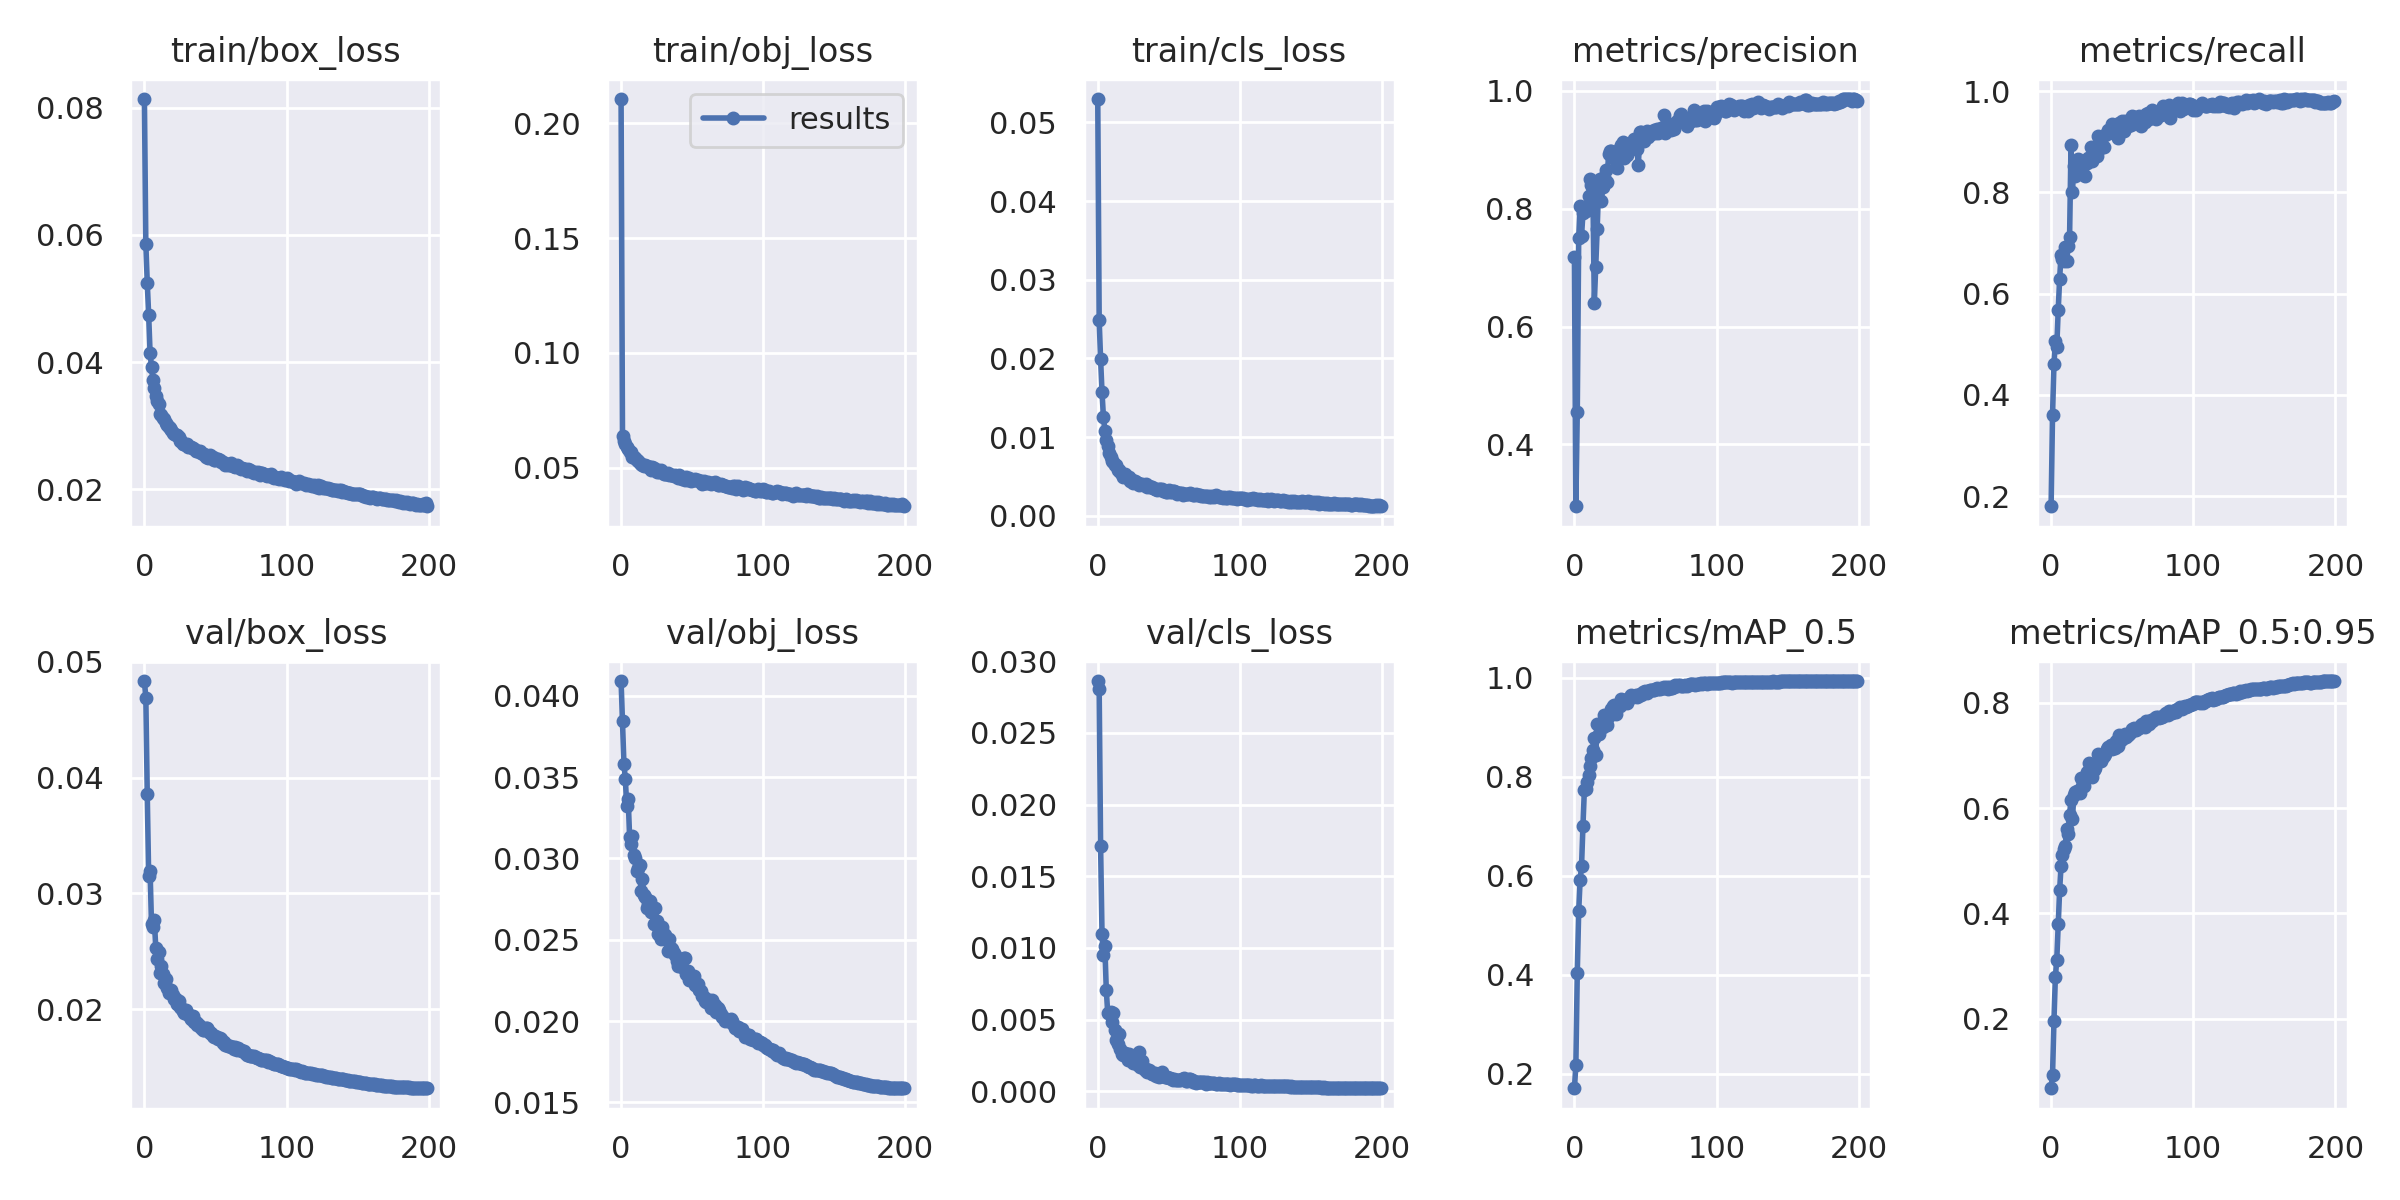 train/box_loss
0.08
0.06
0.04
0.02
0 100 200
train/obj_loss
results
0.20
0.15
0.10
0.05
0 100 200
train/cls_loss
0.05
0.04
0.03
0.02
0.01
0.00
0 100 200
metrics/precision
1.0
0.8
0.6
0.4
0 100 200
metrics/recall
1.0
0.8
0.6
0.4
0.2
0 100 200
val/box_loss
0.05
0.04
0.03
0.02
0 100 200
val/obj_loss
0.040
0.035
0.030
0.025
0.020
0.015
0 100 200
val/cls_loss
0.030
0.025
0.020
0.015
0.010
0.005
0.000
0 100 200
metrics/mAP_0.5
1.0
0.8
0.6
0.4
0.2
0 100 200
metrics/mAP_0.5:0.95
0.8
0.6
0.4
0.2
0 100 200